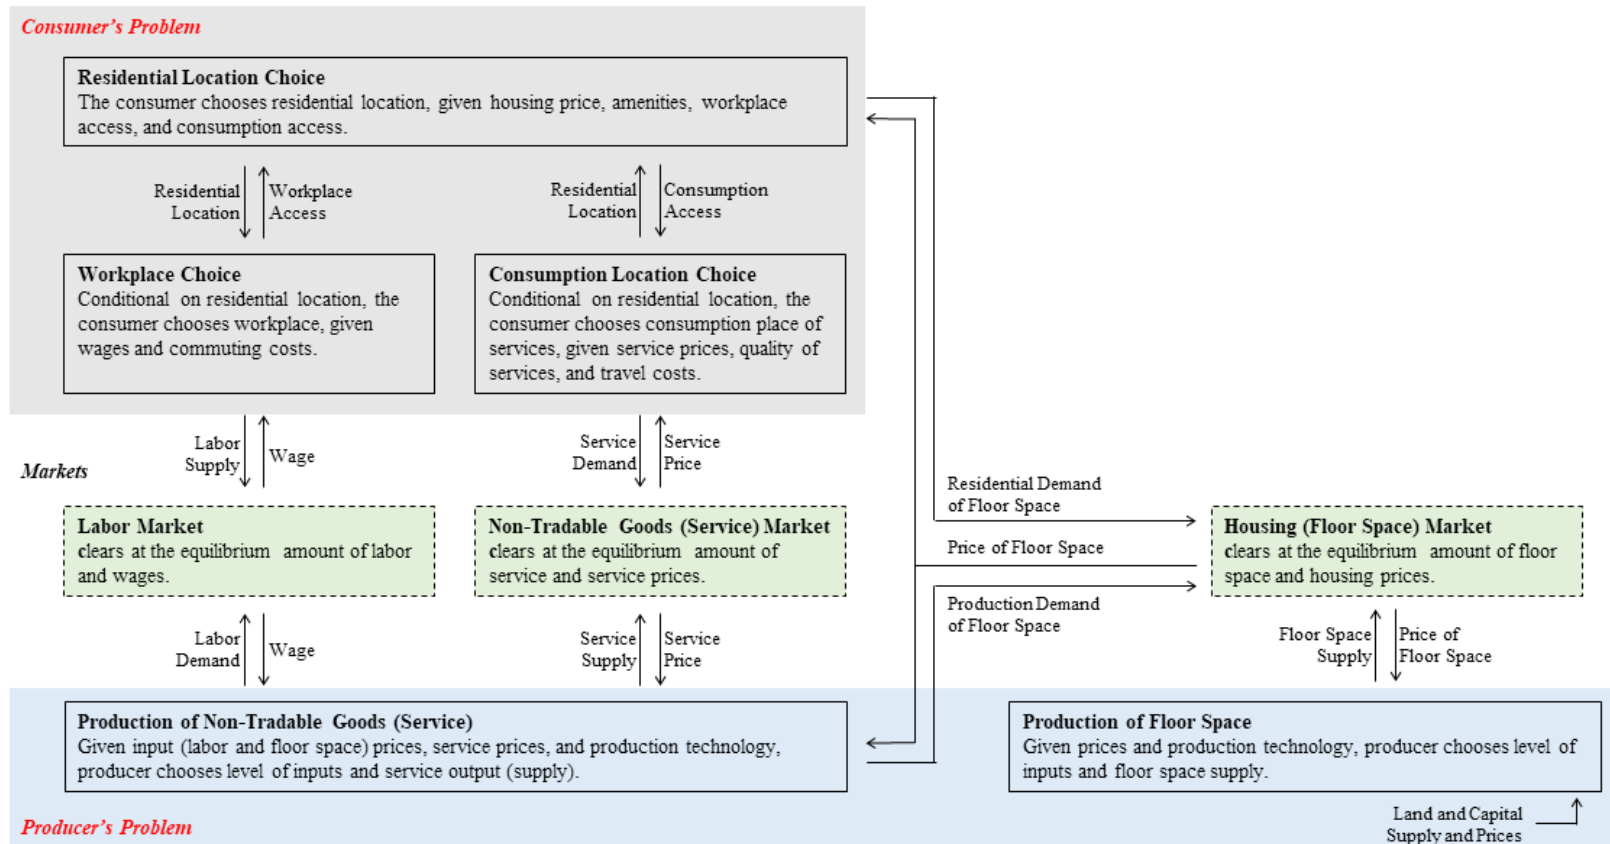 Consumer's Problem
Residential Location Choice
The consumer chooses residential location, given housing price, amenities, workplace
access, and consumption access.
Residential
Location
Workplace
Access
Residential
Location
Consumption
Access
Workplace Choice
Conditional on residential location, the
consumer chooses workplace, given
wages and commuting costs.
Consumption Location Choice
Conditional on residential location, the
consumer chooses consumption place of
services, given service prices, quality of
services, and travel costs.
Labor
Supply
Wage
Service
Demand
Service
Price
Markets
Residential Demand
of Floor Space
Price of Floor Space
Production Demand
of Floor Space
Labor Market
clears at the equilibrium amount of labor
and wages.
Non-Tradable Goods (Service) Market
clears at the equilibrium amount of
service and service prices.
Housing (Floor Space) Market
clears at the equilibrium amount of floor
space and housing prices.
Labor
Demand
Wage
Service
Supply
Service
Price
Floor Space
Supply
Price of
Floor Space
Production of Non-Tradable Goods (Service)
Given input (labor and floor space) prices, service prices, and production technology,
producer chooses level of inputs and service output (supply).
Production of Floor Space
Given prices and production technology, producer chooses level of
inputs and floor space supply.
Land and Capital
Supply and Prices
Producer's Problem